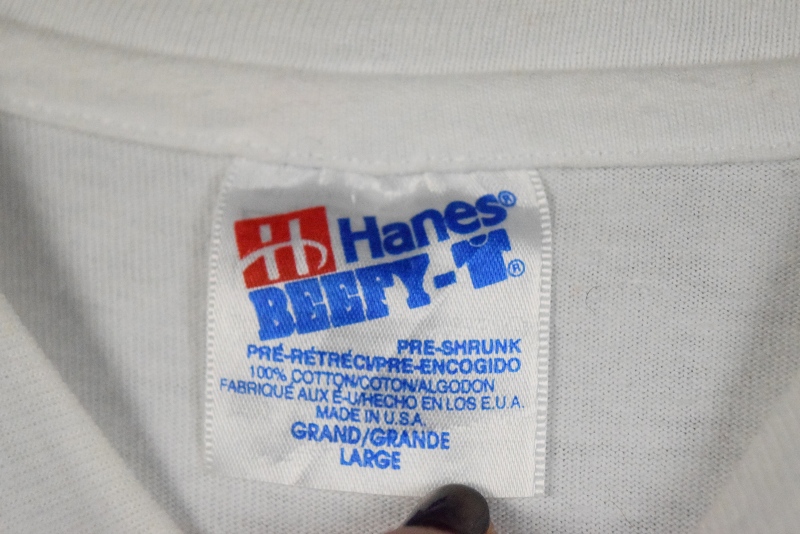 H Hanes®
BEEFY-T®
PRE-SHRUNK
PRÉ-RÉTRÉCI/PRE-ENCOGIDO
100% COTTON/COTON/ALGODON
FABRIQUÉ AUX É-U/HECHO EN LOS E.U.A.
MADE IN U.S.A.
GRAND/GRANDE
LARGE